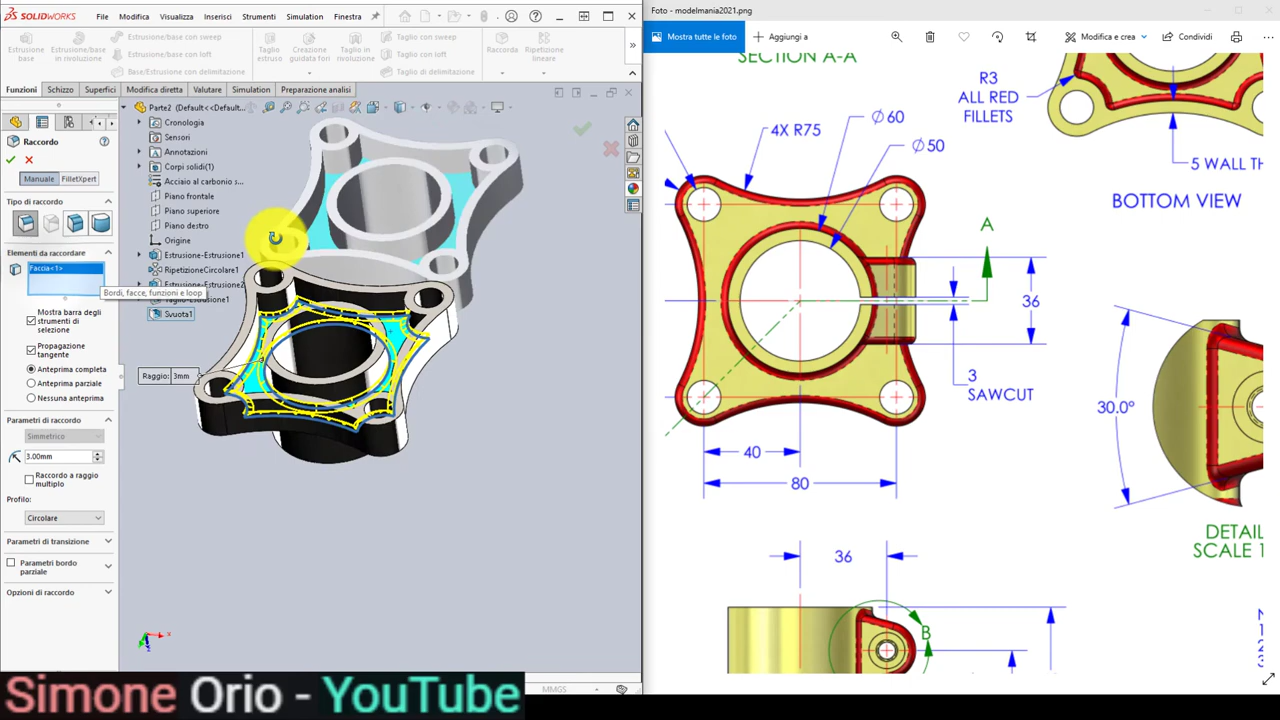 SOLIDWORKS
File Modifica Visualizza Inserisci Strumenti Simulation Finestra
Estrusione base
Estrusione/base in rivoluzione
Estrusione/base con sweep
Estrusione/base con loft
Base/Estrusione con delimitazione
Taglio estruso
Creazione guidata fori
Taglio in rivoluzione
Taglio con sweep
Taglio con loft
Taglio di delimitazione
Raccorda
Ripetizione lineare
Funzioni Schizzo Superfici Modifica diretta Valutare Simulation Preparazione analisi
Parte2 (Default<<Default...
Cronologia
Sensori
Annotazioni
Corpi solidi(1)
Acciaio al carbonio s...
Piano frontale
Piano superiore
Piano destro
Origine
Estrusione-Estrusione1
RipetizioneCircolare1
Estrusione-Estrusione2
Taglio-Estrusione1
Svuota1
Raccordo
Manuale FilletXpert
Tipo di raccordo
Elementi da raccordare
Faccia<1>
Bordi, facce, funzioni e loop
Mostra barra degli strumenti di selezione
Propagazione tangente
Anteprima completa
Anteprima parziale
Nessuna anteprima
Parametri di raccordo
Simmetrico
3.00mm
Raccordo a raggio multiplo
Profilo:
Circolare
Parametri di transizione
Parametri bordo parziale
Opzioni di raccordo
Raggio: 3mm
x
MMGS
Simone Orio - YouTube
Foto - modelmania2021.png
Mostra tutte le foto
Aggiungi a
Modifica e crea
Condividi
SECTION A-A
R3
ALL RED
FILLETS
5 WALL TH
BOTTOM VIEW
4X R75
Ø60
Ø50
A
36
3
SAWCUT
40
80
30.0°
DETAIL
SCALE 1
36
B